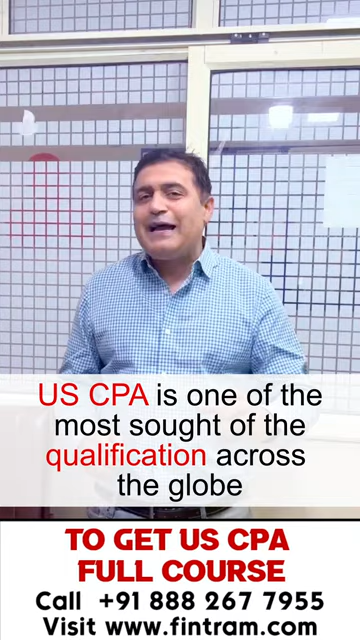 US CPA is one of the
most sought of the
qualification across
the globe
TO GET US CPA
FULL COURSE
Call +91 888 267 7955
Visit www.fintram.com